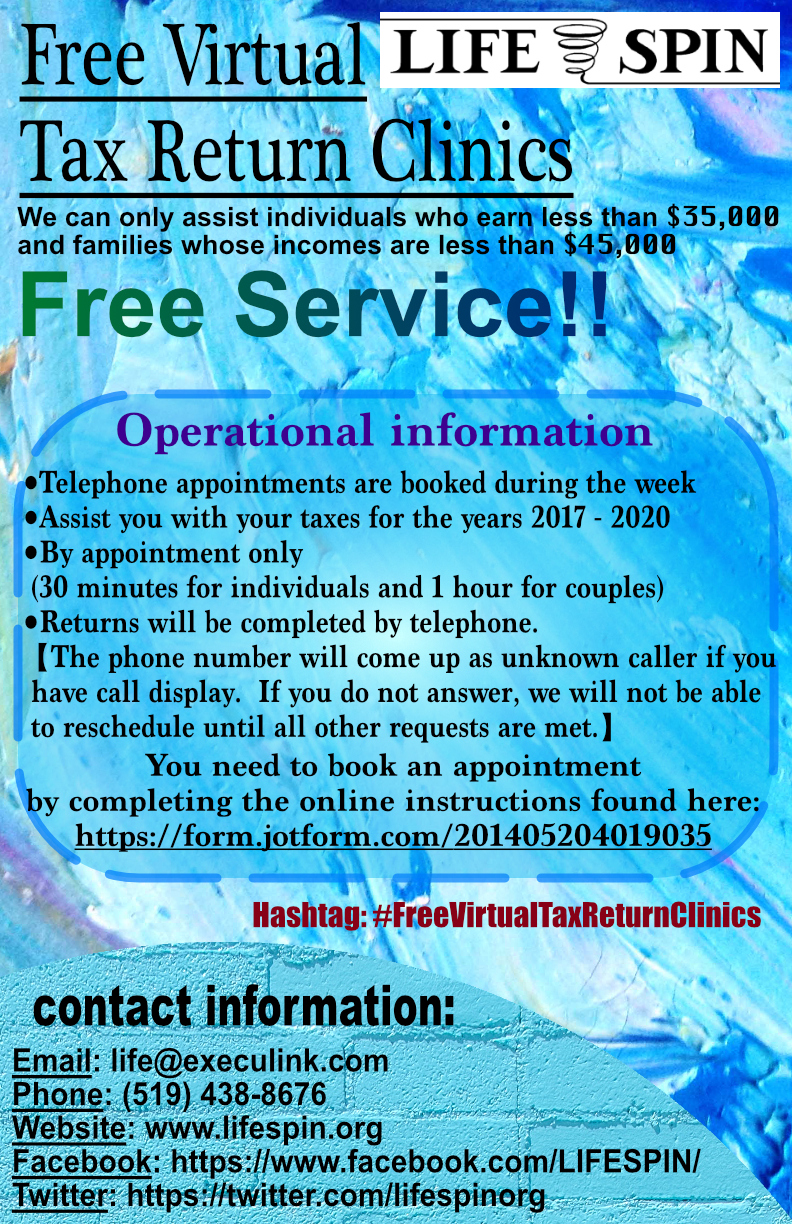 Free Virtual
LIFE SPIN
Tax Return Clinics
We can only assist individuals who earn less than $35,000
and families whose incomes are less than $45,000
Free Service!!
Operational information
•Telephone appointments are booked during the week
•Assist you with your taxes for the years 2017 - 2020
•By appointment only
(30 minutes for individuals and 1 hour for couples)
•Returns will be completed by telephone.
【The phone number will come up as unknown caller if you
have call display. If you do not answer, we will not be able
to reschedule until all other requests are met.】
You need to book an appointment
by completing the online instructions found here:
https://form.jotform.com/201405204019035
Hashtag: #FreeVirtualTaxReturnClinics
contact information:
Email: life@execulink.com
Phone: (519) 438-8676
Website: www.lifespin.org
Facebook: https://www.facebook.com/LIFESPIN/
Twitter: https://twitter.com/lifespinorg